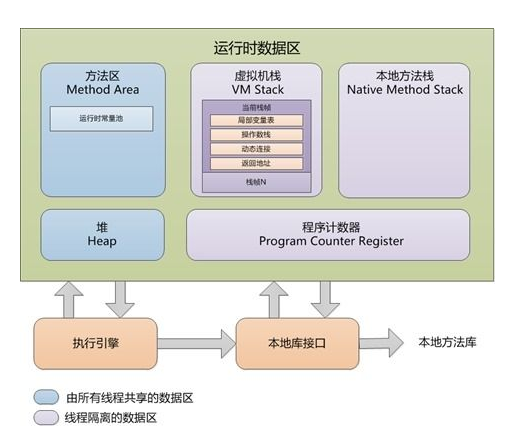 运行时数据区
方法区
Method Area
运行时常量池
虚拟机栈
VM Stack
当前栈帧
局部变量表
操作数栈
动态连接
返回地址
栈帧N
本地方法栈
Native Method Stack
堆
Heap
程序计数器
Program Counter Register
执行引擎
本地库接口
本地方法库
由所有线程共享的数据区
线程隔离的数据区